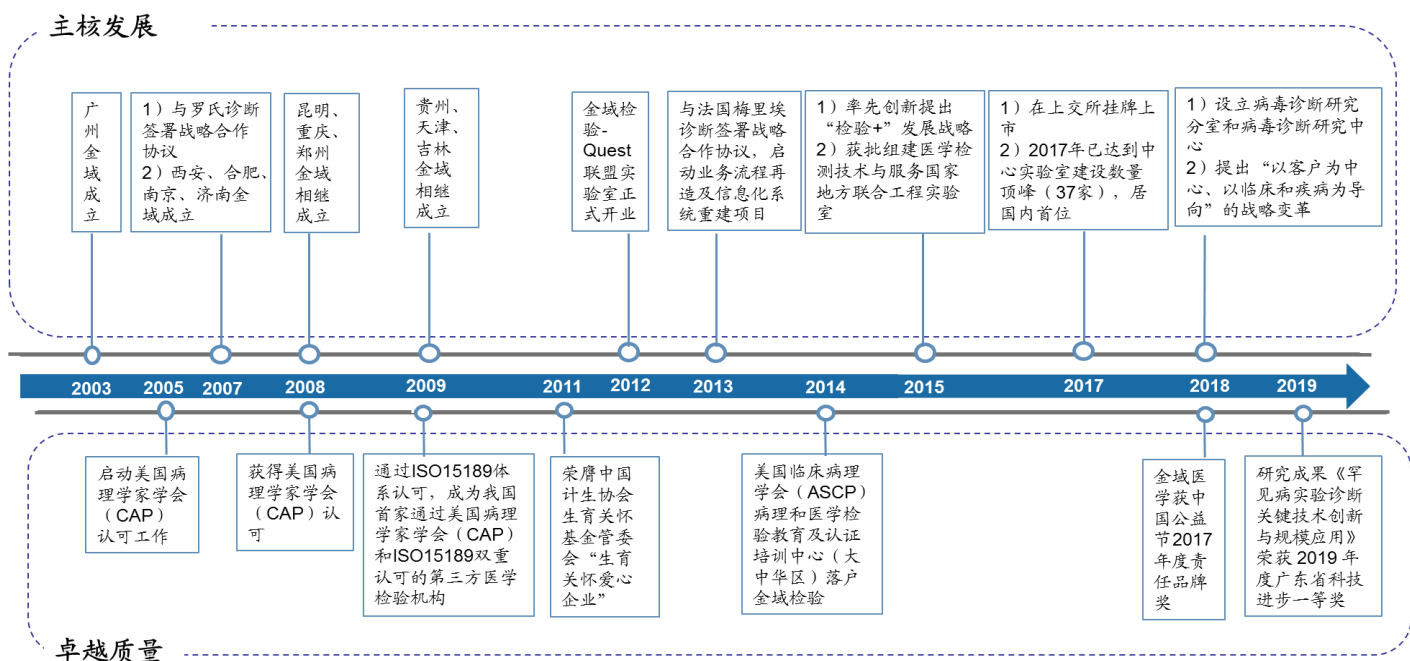 主核发展
广
州
金
域
成
立
1）与罗氏诊断
签署战略合作
协议
2）西安、合肥、
南京、济南金
域成立
昆明、
重庆、
郑州
金域
相继
成立
贵州、
天津、
吉林
金域
相继
成立
金域检
验-
Quest
联盟实
验室正
式开业
与法国梅里埃
诊断签署战略
合作协议，启
动业务流程再
造及信息化系
统重建项目
1）率先创新提出
“检验+”发展战略
2）获批组建医学检
测技术与服务国家
地方联合工程实验
室
1）在上交所挂牌上
市
2）2017年已达到中
心实验室建设数量
顶峰（37家），居
国内首位
1）设立病毒诊断研究
分室和病毒诊断研究中
心
2）提出“以客户为中
心、以临床和疾病为导
向”的战略变革
2003
2005
2007
2008
2009
2011
2012
2013
2014
2015
2017
2018
2019
启动美国病
理学家学会
（CAP）
认可工作
获得美国病
理学家学会
（CAP）认
可
通过ISO15189体
系认可，成为我国
首家通过美国病理
学家学会（CAP）
和ISO15189双重
认可的第三方医学
检验机构
荣膺中国
计生协会
生育关怀
基金管委
会“生育
关怀爱心
企业”
美国临床病理
学会（ASCP）
病理和医学检
验教育及认证
培训中心（大
中华区）落户
金域检验
金域医
学获中
国公益
节2017
年度责
任品牌
奖
研究成果《罕
见病实验诊断
关键技术创新
与规模应用》
荣获 2019 年
度广东省科技
进步一等奖
卓越质量